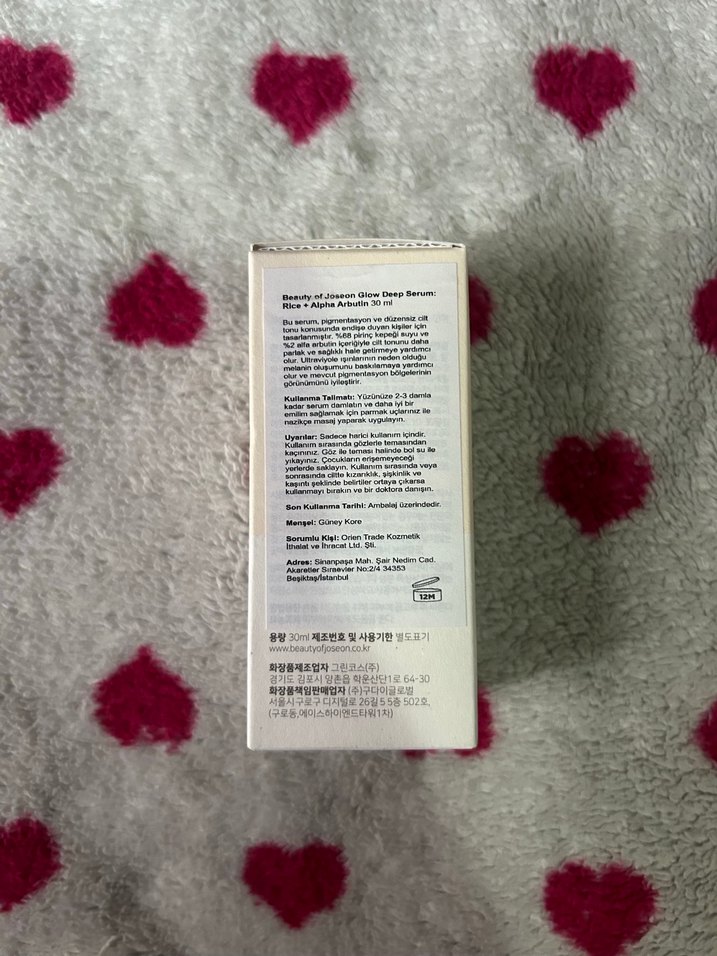 Beauty of Joseon Glow Deep Serum:
Rice + Alpha Arbutin 30 ml
Bu serum, pigmentasyon ve düzensiz cilt
tonu konusunda endişe duyan kişiler için
tasarlanmıştır. %68 pirinç kepeği suyu ve
%2 alfa arbutin içeriğiyle cilt tonunu daha
parlak ve sağlıklı hale getirmeye yardımcı
olur. Ultraviyole ışınlarının neden olduğu
melanin oluşumunu baskılamaya yardımcı
olur ve mevcut pigmentasyon bölgelerinin
görünümünü iyileştirir.
Kullanma Talimatı: Yüzünüze 2-3 damla
kadar serum damlatın ve daha iyi bir
emilim sağlamak için parmak uçlarınız ile
nazikçe masaj yaparak uygulayın.
Uyarılar: Sadece harici kullanım içindir.
Kullanım sırasında gözlerle temasından
kaçınınız. Göz ile teması halinde bol su ile
yıkayınız. Çocukların erişemeyeceği
yerlerde saklayın. Kullanım sırasında veya
sonrasında ciltte kızarıklık, şişkinlik ve
kaşıntı şeklinde belirtiler ortaya çıkarsa
kullanmayı bırakın ve bir doktora danışın.
Son Kullanma Tarihi: Ambalaj üzerindedir.
Menşei: Güney Kore
Sorumlu Kişi: Orien Trade Kozmetik
İthalat ve İhracat Ltd. Şti.
Adres: Sinanpaşa Mah. Şair Nedim Cad.
Akaretler Sıraevler No:2/4 34353
Beşiktaş/İstanbul
12M
용량 30ml 제조번호 및 사용기한 별도표기
www.beautyofjoseon.co.kr
화장품제조업자 그린코스(주)
경기도 김포시 양촌읍 학운산단1로 64-30
화장품책임판매업자 (주)구다이글로벌
서울시구로구 디지털로 26길 5 5층 502호,
(구로동,에이스하이엔드타워1차)